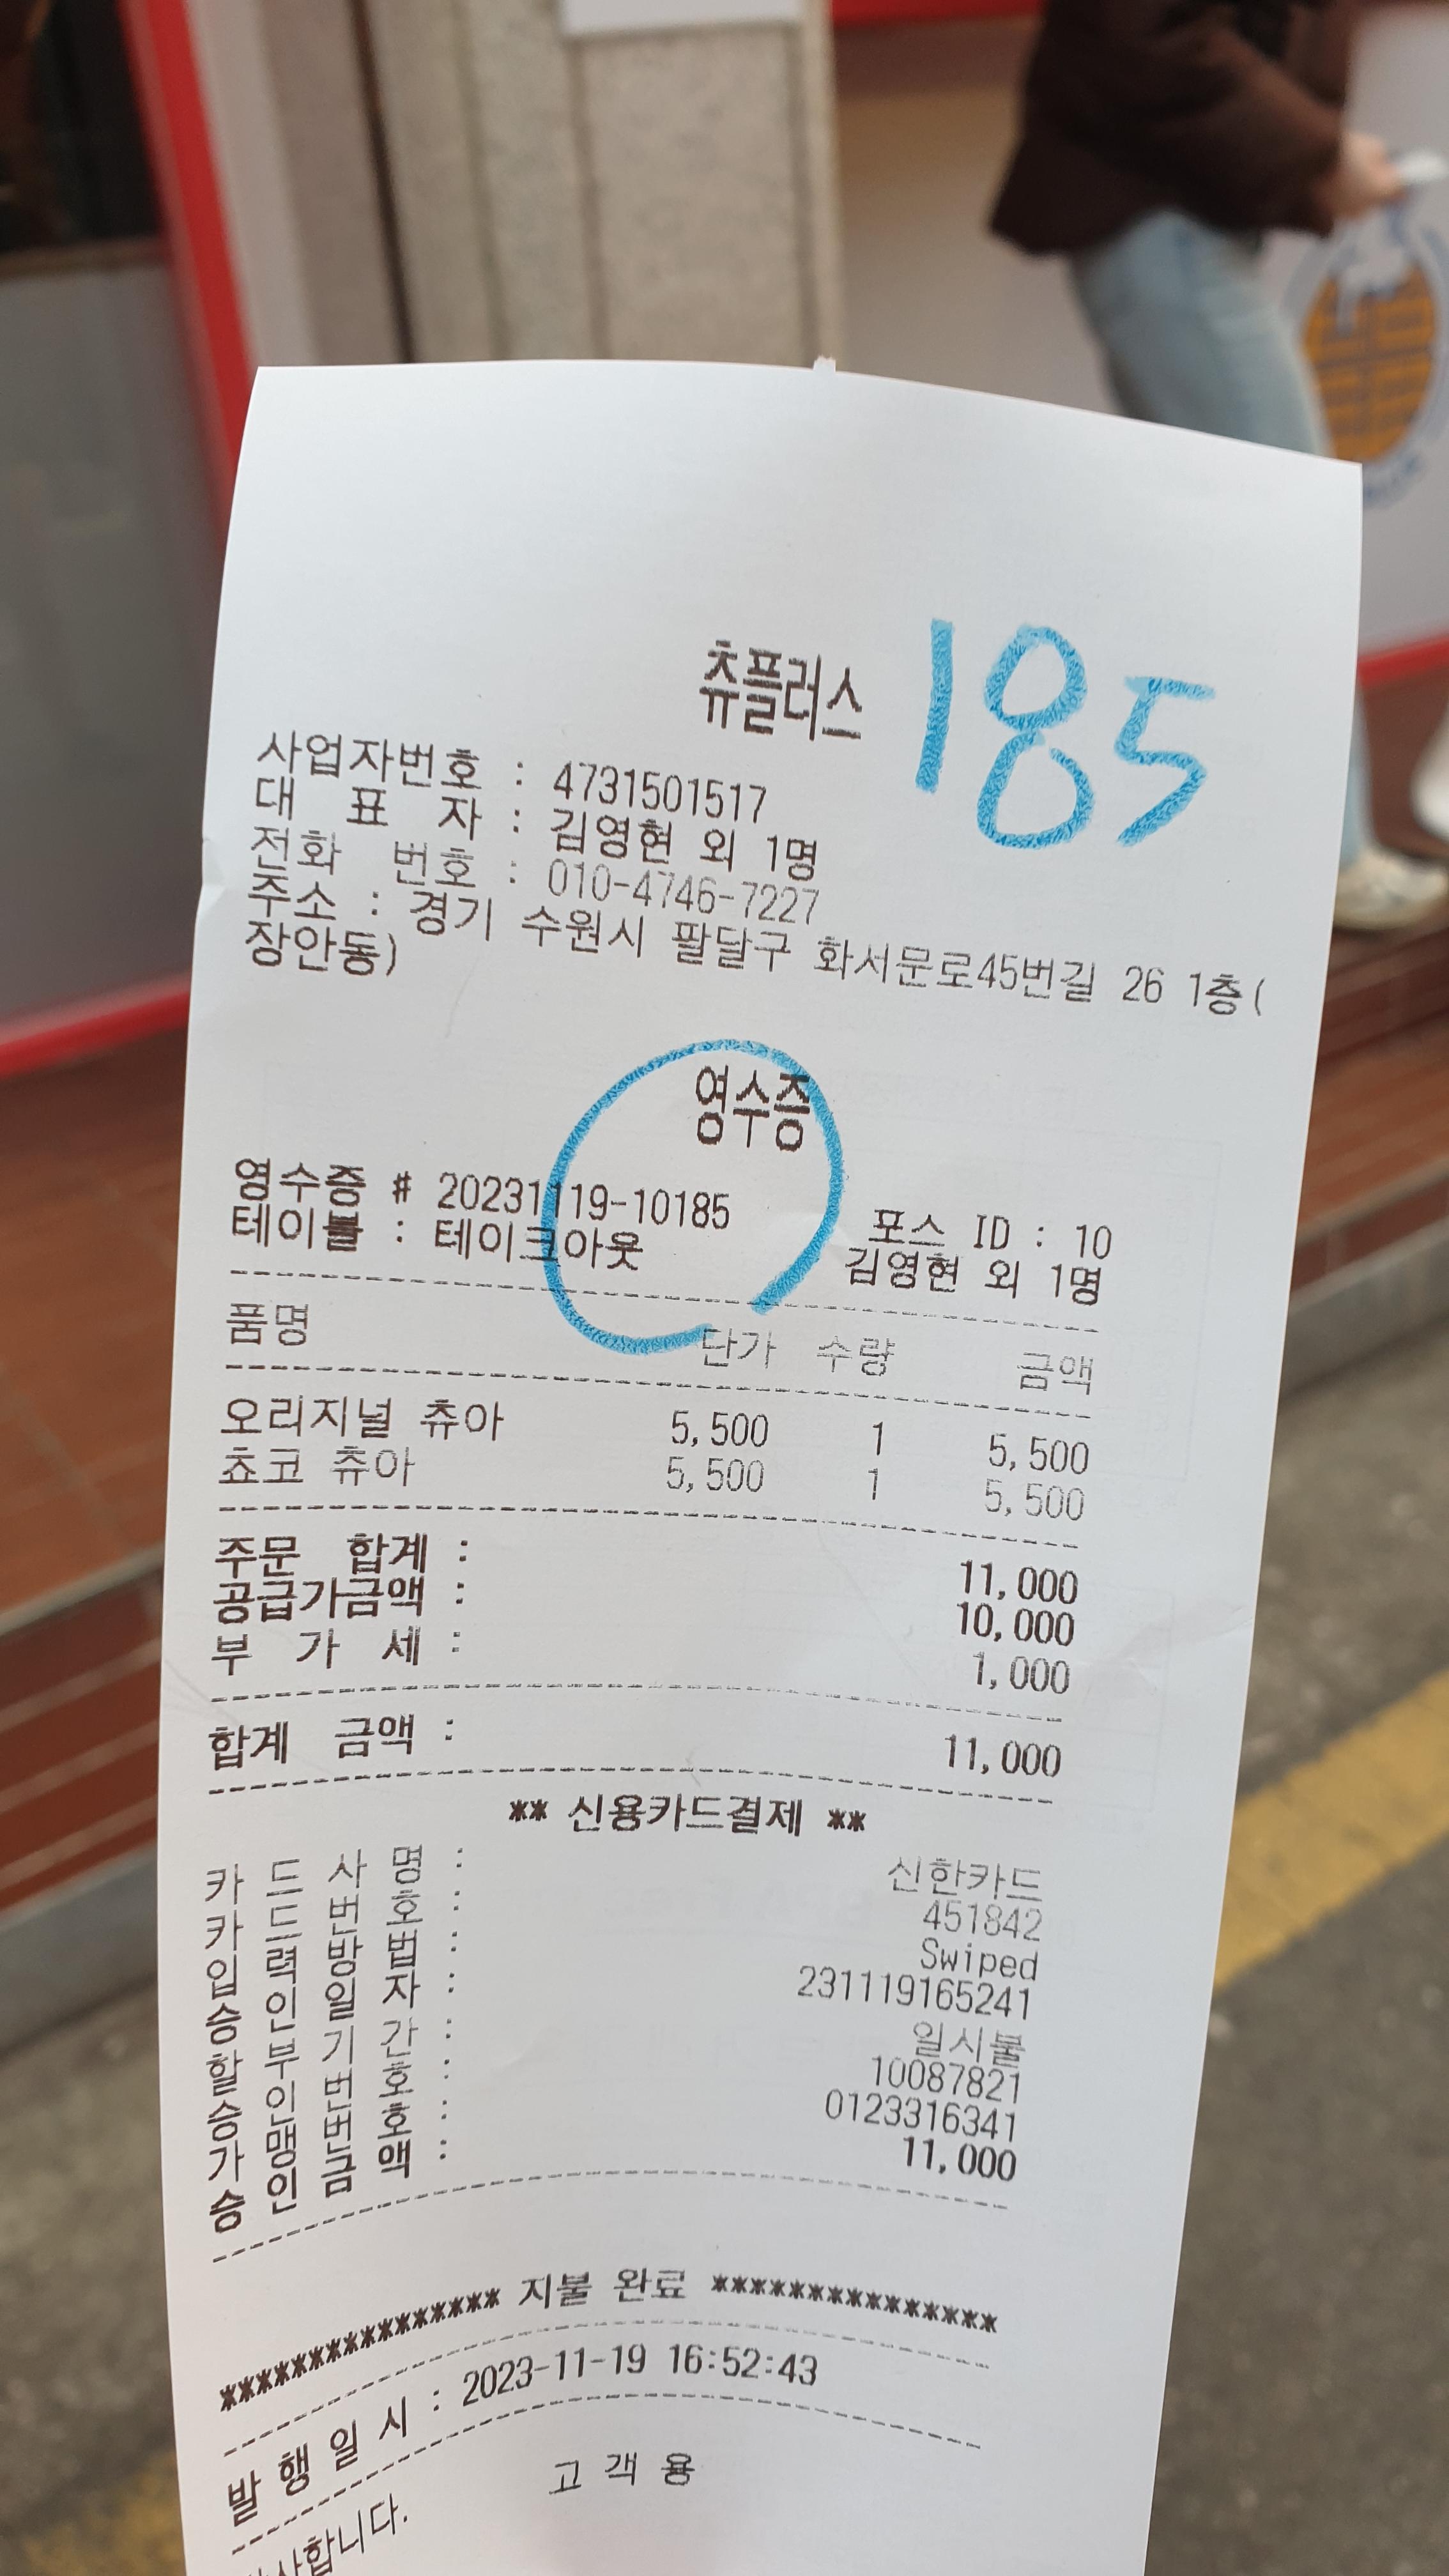 츄플러스
185
사업자번호 : 4731501517
대 표 자 : 김영현 외 1명
전화 번호 : 010-4746-7227
주소 : 경기 수원시 팔달구 화서문로45번길 26 1층(
장안동)
영수증
영수증 # 20231119-10185 포스 ID : 10
테이블 : 테이크아웃 김영현 외 1명
품명 단가 수량 금액
오리지널 츄아 5,500 1 5,500
쵸코 츄아 5,500 1 5,500
주문 합계 : 11,000
공급가금액 : 10,000
부 가 세 : 1,000
합계 금액 : 11,000
** 신용카드결제 **
카 드 사 명 : 신한카드
카 드 번 호 : 451842
입 력 방 법 : Swiped
승 인 일 자 : 231119165241
할 부 기 간 : 일시불
승 인 번 호 : 10087821
가 맹 번 호 : 0123316341
승 인 금 액 : 11,000
*************** 지불 완료 ***************
발 행 일 시 : 2023-11-19 16:52:43
고 객 용
사합니다.